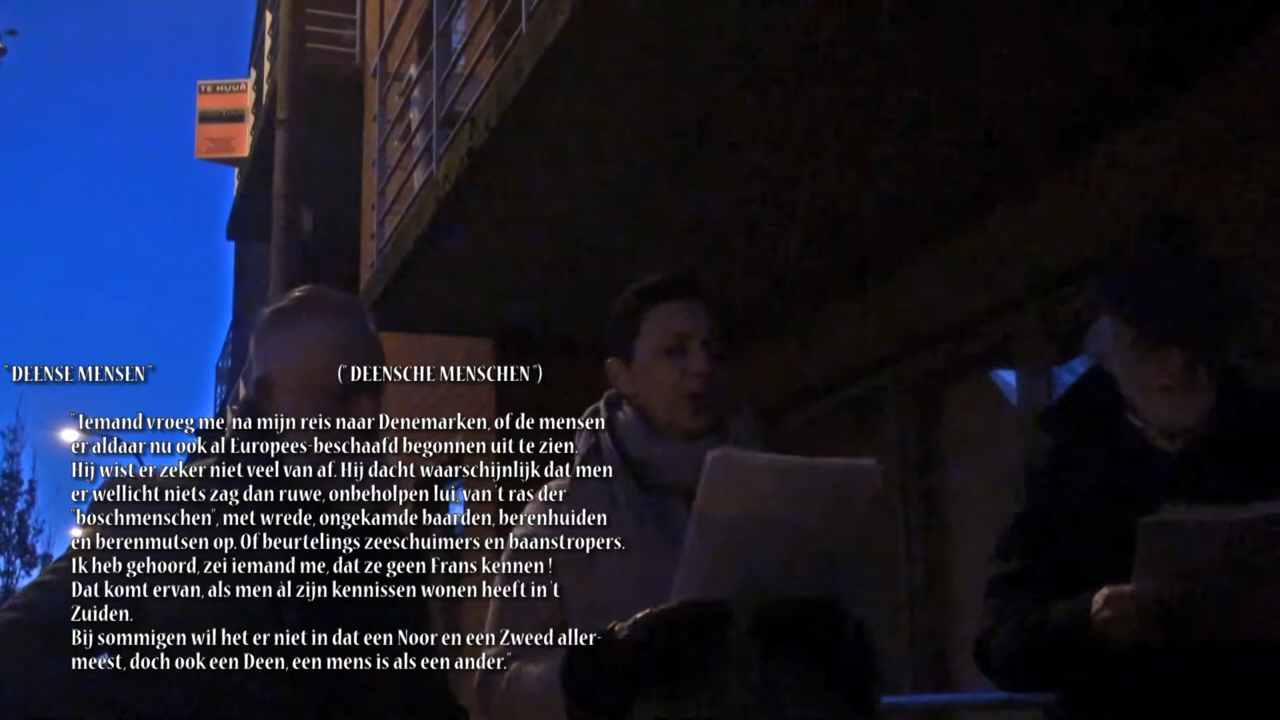 TE HUUR
"DEENSE MENSEN" ("DEENSCHE MENSCHEN")
"Iemand vroeg me, na mijn reis naar Denemarken, of de mensen
er aldaar nu ook al Europees-beschaafd begonnen uit te zien.
Hij wist er zeker niet veel van af. Hij dacht waarschijnlijk dat men
er wellicht niets zag dan ruwe, onbeholpen lui, van 't ras der
"boschmenschen", met wrede, ongekamde baarden, berenhuiden
en berenmutsen op. Of beurtelings zeeschuimers en baanstropers.
Ik heb gehoord, zei iemand me, dat ze geen Frans kennen !
Dat komt ervan, als men àl zijn kennissen wonen heeft in 't
Zuiden.
Bij sommigen wil het er niet in dat een Noor en een Zweed aller-
meest, doch ook een Deen, een mens is als een ander."